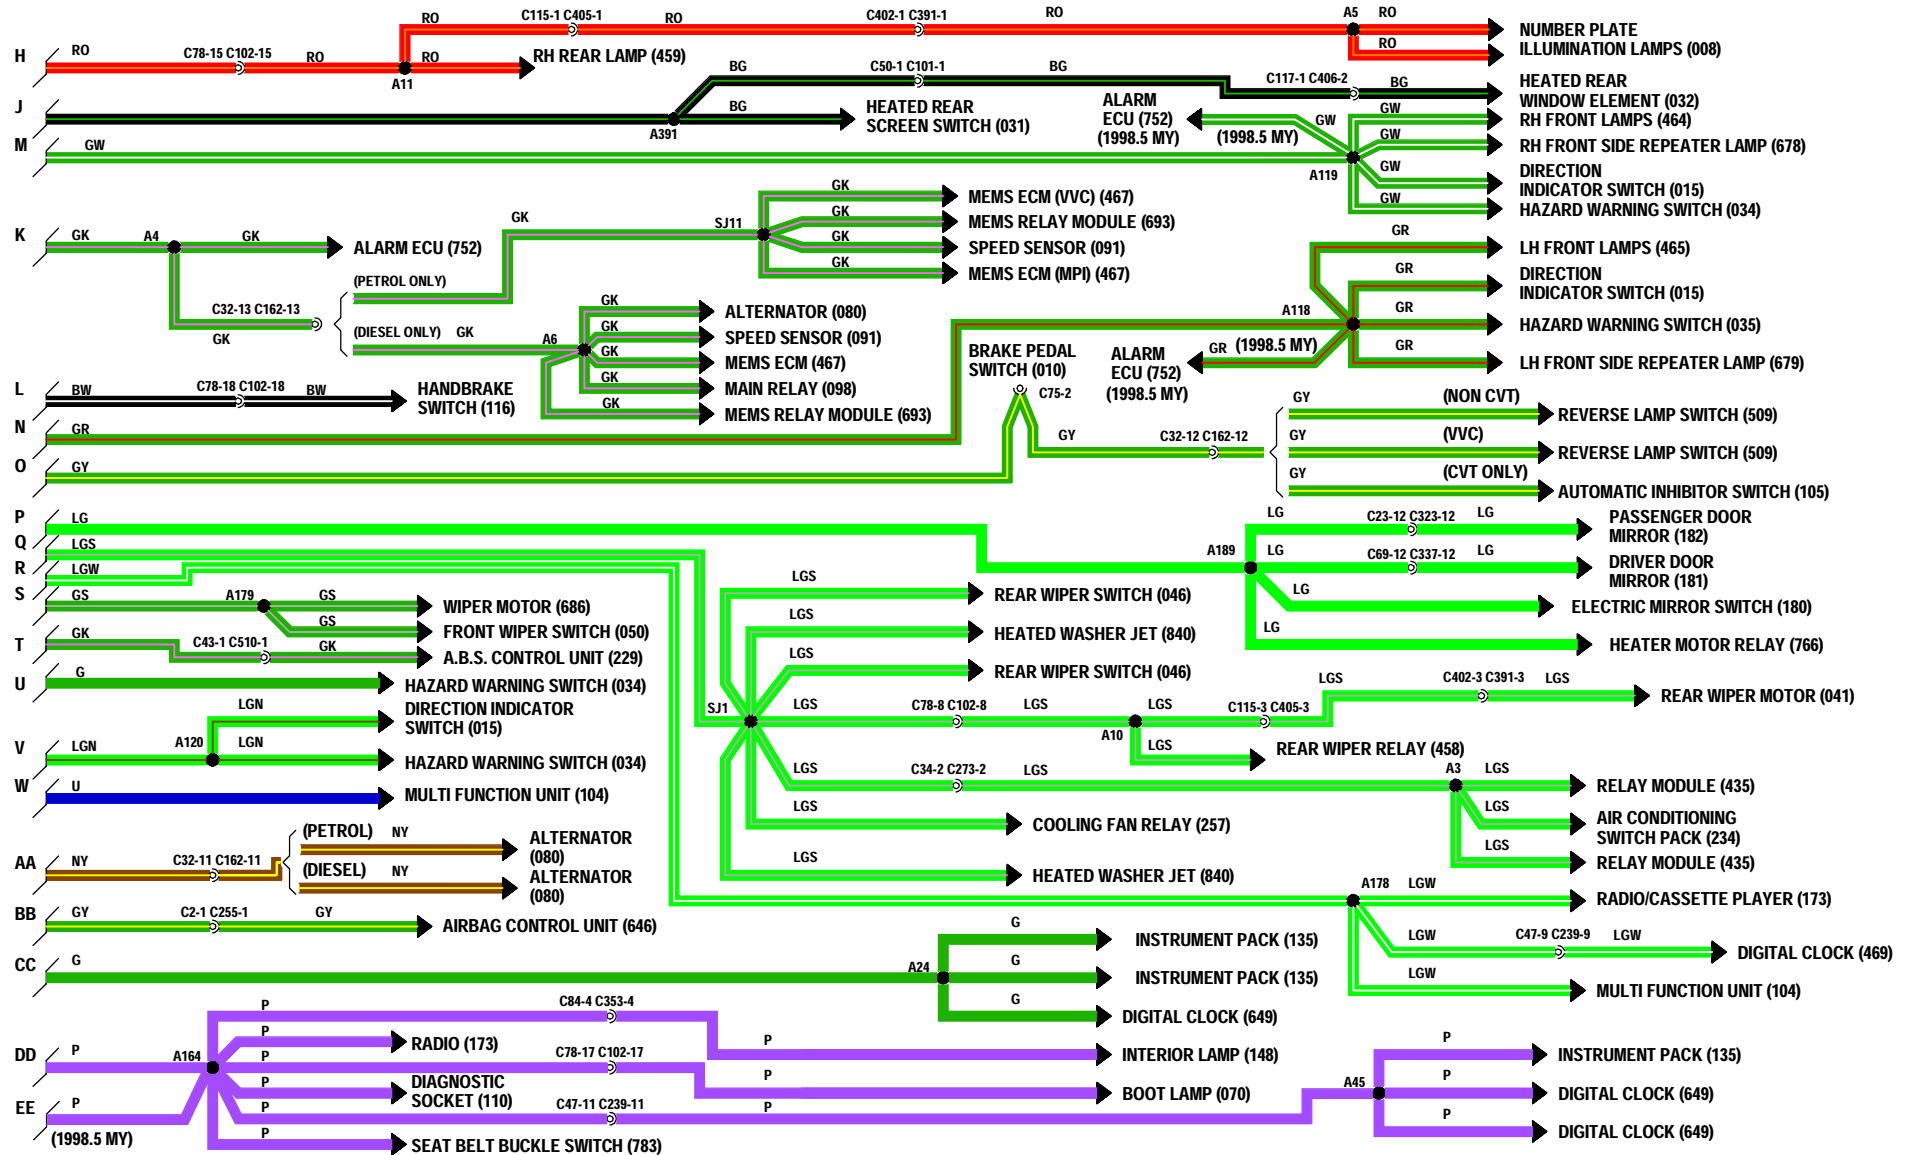 H
RO
C78-15 C102-15
RO
A11
RO
RO
RH REAR LAMP (459)
C115-1 C405-1
RO
C402-1 C391-1
RO
A5
RO
RO
NUMBER PLATE
ILLUMINATION LAMPS (008)
J
A391
BG
BG
HEATED REAR
SCREEN SWITCH (031)
C50-1 C101-1
BG
C117-1 C406-2
BG
HEATED REAR
WINDOW ELEMENT (032)
M
GW
ALARM
ECU (752)
(1998.5 MY)
(1998.5 MY)
GW
A119
GW
RH FRONT LAMPS (464)
GW
RH FRONT SIDE REPEATER LAMP (678)
GW
DIRECTION
INDICATOR SWITCH (015)
GW
HAZARD WARNING SWITCH (034)
K
GK
A4
GK
ALARM ECU (752)
GK
C32-13 C162-13
(PETROL ONLY)
GK
SJ11
GK
MEMS ECM (VVC) (467)
GK
MEMS RELAY MODULE (693)
GK
SPEED SENSOR (091)
GK
MEMS ECM (MPI) (467)
(DIESEL ONLY)
GK
A6
GK
ALTERNATOR (080)
GK
SPEED SENSOR (091)
GK
MEMS ECM (467)
GK
MAIN RELAY (098)
GK
MEMS RELAY MODULE (693)
L
BW
C78-18 C102-18
BW
HANDBRAKE
SWITCH (116)
N
GR
A118
GR
LH FRONT LAMPS (465)
GR
DIRECTION
INDICATOR SWITCH (015)
GR
HAZARD WARNING SWITCH (035)
GR
LH FRONT SIDE REPEATER LAMP (679)
GR
(1998.5 MY)
ALARM
ECU (752)
(1998.5 MY)
O
GY
BRAKE PEDAL
SWITCH (010)
C75-2
GY
C32-12 C162-12
GY
(NON CVT)
REVERSE LAMP SWITCH (509)
GY
(VVC)
REVERSE LAMP SWITCH (509)
GY
(CVT ONLY)
AUTOMATIC INHIBITOR SWITCH (105)
P
LG
A189
LG
C23-12 C323-12
LG
PASSENGER DOOR
MIRROR (182)
LG
C69-12 C337-12
LG
DRIVER DOOR
MIRROR (181)
LG
ELECTRIC MIRROR SWITCH (180)
LG
HEATER MOTOR RELAY (766)
Q
LGS
SJ1
LGS
REAR WIPER SWITCH (046)
LGS
HEATED WASHER JET (840)
LGS
REAR WIPER SWITCH (046)
LGS
C78-8 C102-8
LGS
A10
LGS
C115-3 C405-3
LGS
C402-3 C391-3
LGS
REAR WIPER MOTOR (041)
LGS
REAR WIPER RELAY (458)
LGS
C34-2 C273-2
LGS
A3
LGS
RELAY MODULE (435)
LGS
AIR CONDITIONING
SWITCH PACK (234)
LGS
RELAY MODULE (435)
LGS
COOLING FAN RELAY (257)
LGS
HEATED WASHER JET (840)
R
LGW
A178
LGW
RADIO/CASSETTE PLAYER (173)
LGW
C47-9 C239-9
LGW
DIGITAL CLOCK (469)
LGW
MULTI FUNCTION UNIT (104)
S
GS
A179
GS
WIPER MOTOR (686)
GS
FRONT WIPER SWITCH (050)
T
GK
C43-1 C510-1
GK
A.B.S. CONTROL UNIT (229)
U
G
HAZARD WARNING SWITCH (034)
V
LGN
A120
LGN
DIRECTION INDICATOR
SWITCH (015)
LGN
HAZARD WARNING SWITCH (034)
W
U
MULTI FUNCTION UNIT (104)
AA
NY
C32-11 C162-11
(PETROL)
NY
ALTERNATOR
(080)
(DIESEL)
NY
ALTERNATOR
(080)
BB
GY
C2-1 C255-1
GY
AIRBAG CONTROL UNIT (646)
CC
G
A24
G
INSTRUMENT PACK (135)
G
INSTRUMENT PACK (135)
G
DIGITAL CLOCK (649)
DD
P
A164
P
C84-4 C353-4
P
INTERIOR LAMP (148)
P
RADIO (173)
P
C78-17 C102-17
P
BOOT LAMP (070)
P
DIAGNOSTIC
SOCKET (110)
P
C47-11 C239-11
P
A45
P
INSTRUMENT PACK (135)
P
DIGITAL CLOCK (649)
P
DIGITAL CLOCK (649)
P
SEAT BELT BUCKLE SWITCH (783)
EE
P
(1998.5 MY)